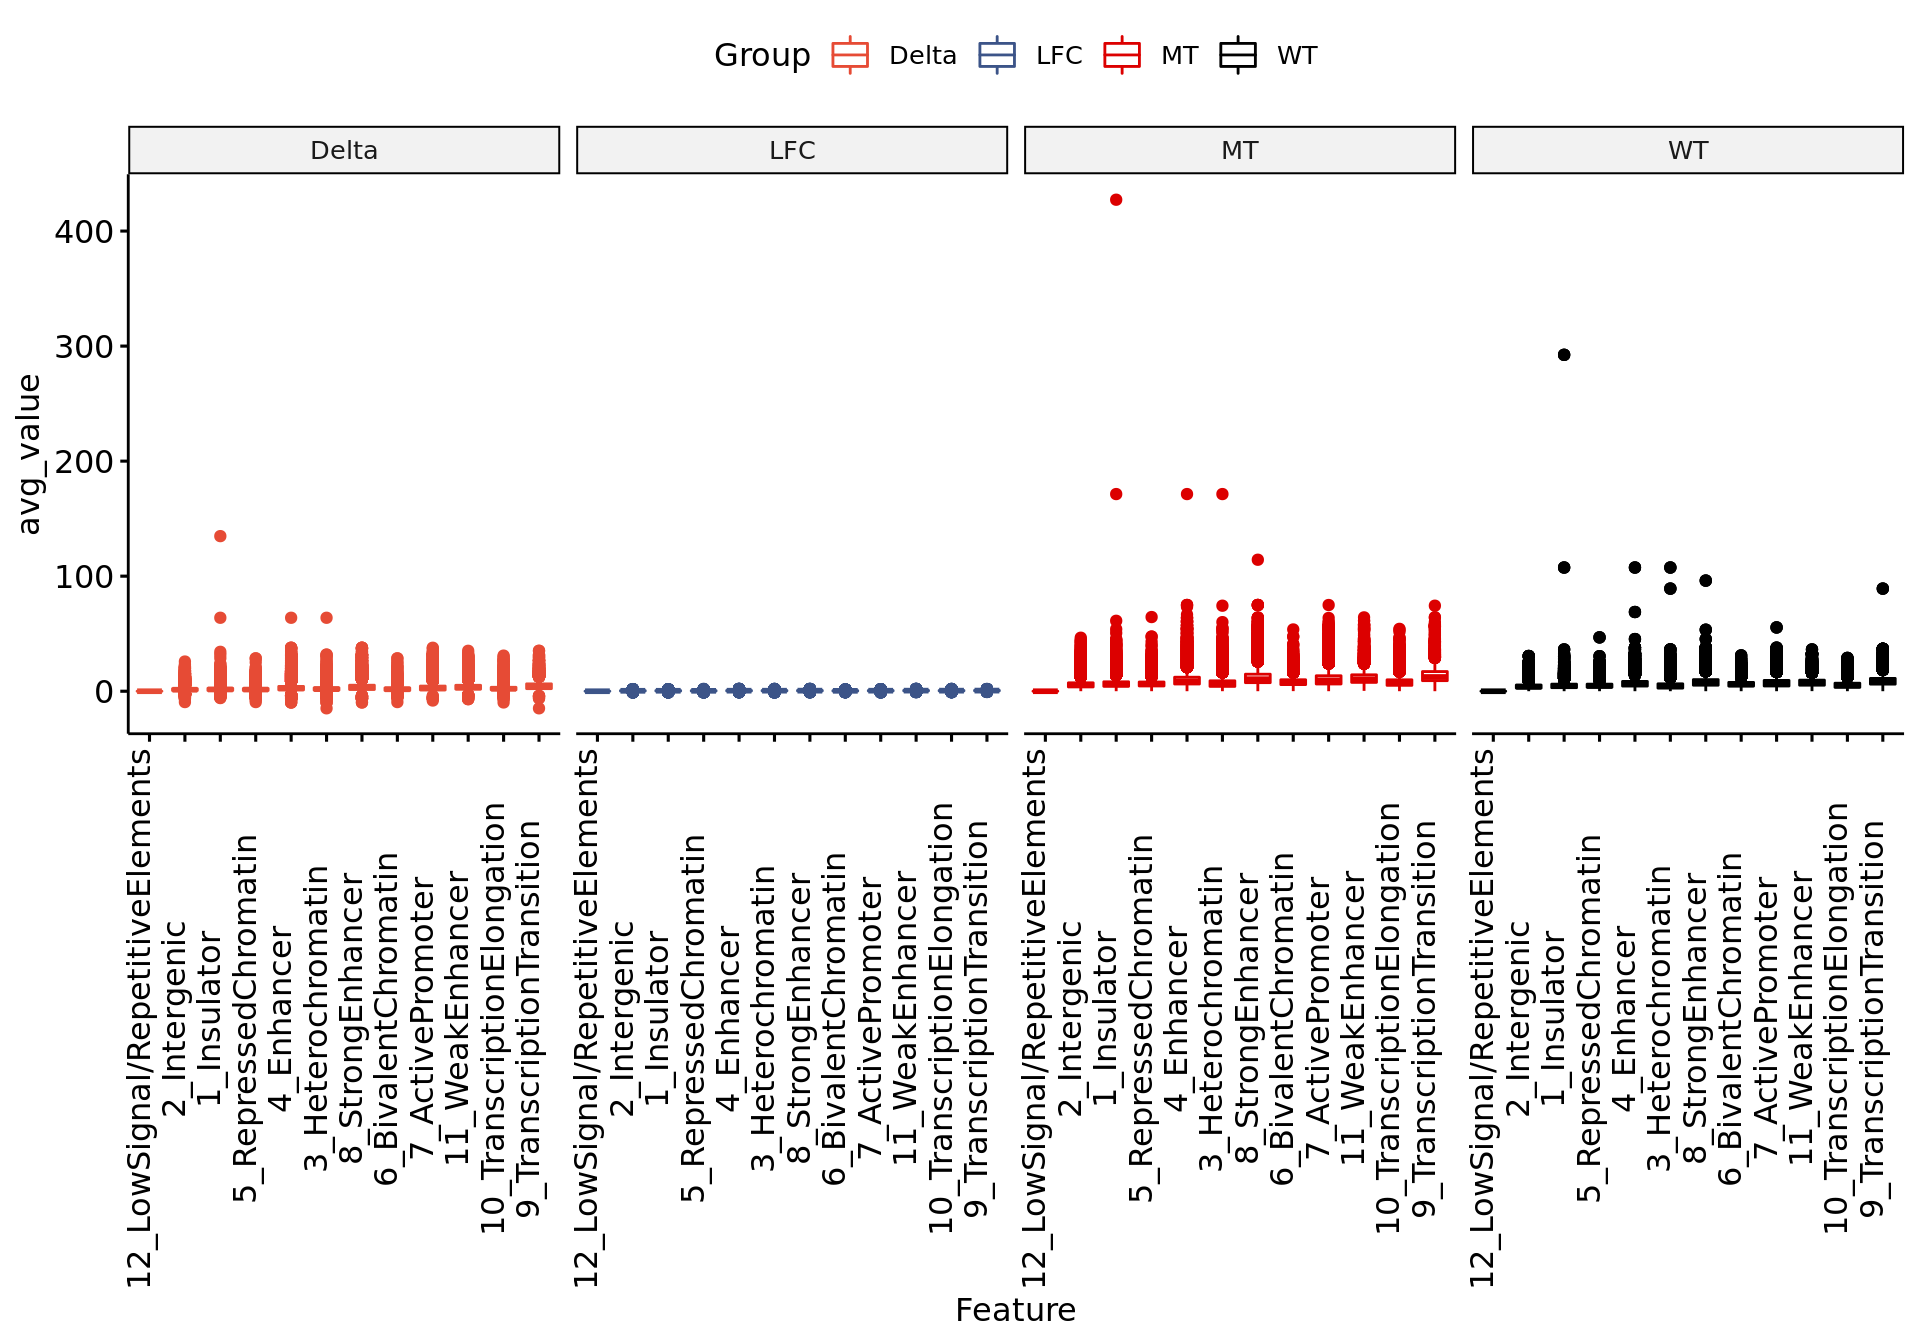 Group Delta LFC MT WT
Delta LFC MT WT
avg_value
400
300
200
100
0
12_LowSignal/RepetitiveElements
2_Intergenic
1_Insulator
5_RepressedChromatin
4_Enhancer
3_Heterochromatin
8_StrongEnhancer
6_BivalentChromatin
7_ActivePromoter
11_WeakEnhancer
10_TranscriptionElongation
9_TranscriptionTransition
12_LowSignal/RepetitiveElements
2_Intergenic
1_Insulator
5_RepressedChromatin
4_Enhancer
3_Heterochromatin
8_StrongEnhancer
6_BivalentChromatin
7_ActivePromoter
11_WeakEnhancer
10_TranscriptionElongation
9_TranscriptionTransition
12_LowSignal/RepetitiveElements
2_Intergenic
1_Insulator
5_RepressedChromatin
4_Enhancer
3_Heterochromatin
8_StrongEnhancer
6_BivalentChromatin
7_ActivePromoter
11_WeakEnhancer
10_TranscriptionElongation
9_TranscriptionTransition
12_LowSignal/RepetitiveElements
2_Intergenic
1_Insulator
5_RepressedChromatin
4_Enhancer
3_Heterochromatin
8_StrongEnhancer
6_BivalentChromatin
7_ActivePromoter
11_WeakEnhancer
10_TranscriptionElongation
9_TranscriptionTransition
Feature